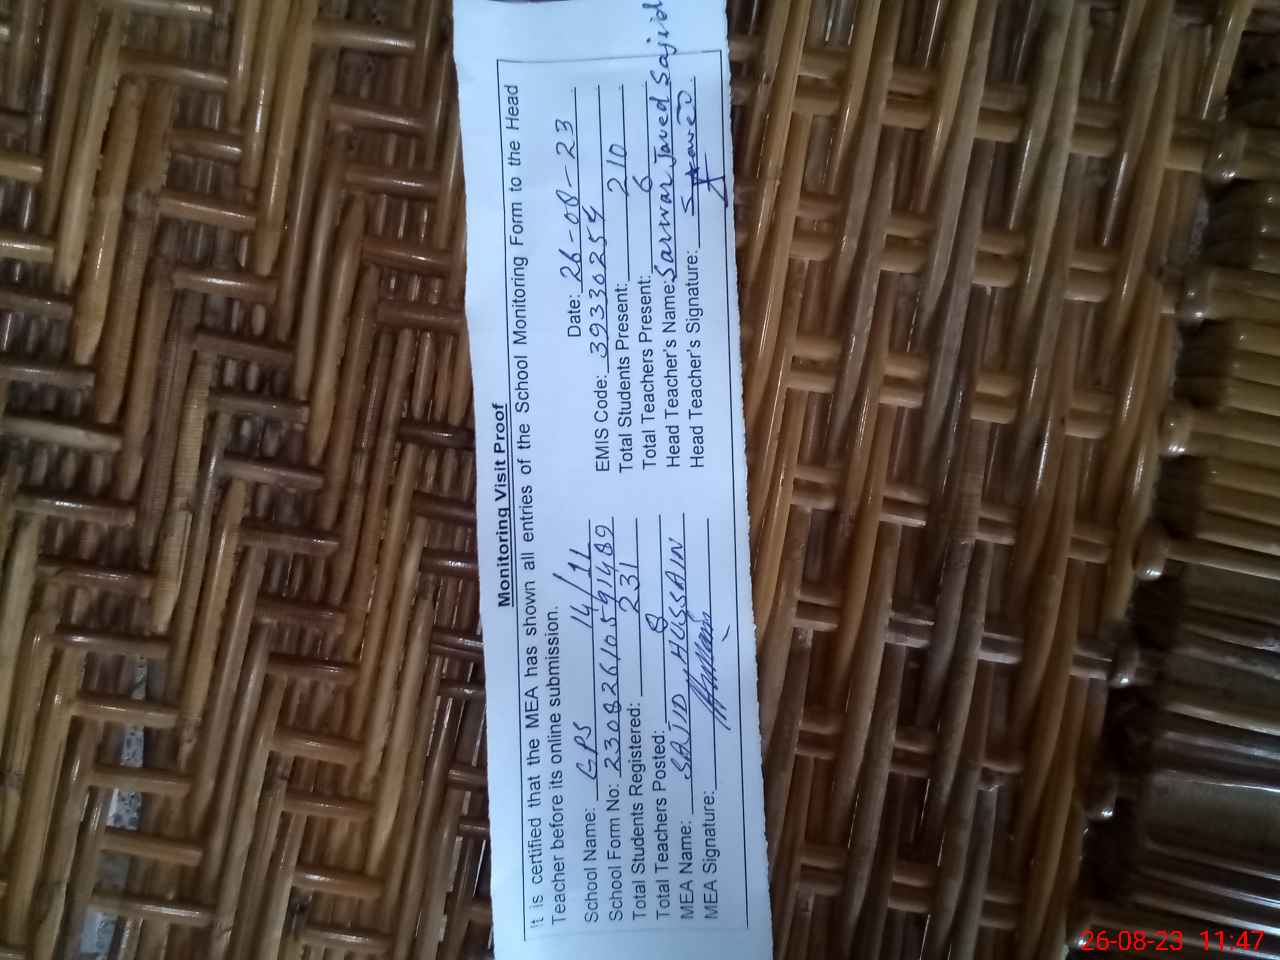 Monitoring Visit Proof
It is certified that the MEA has shown all entries of the School Monitoring Form to the Head
Teacher before its online submission.
Date: 26-08-23
School Name: GPS 14/1L
EMIS Code: 39330254
School Form No: 23082610591489
Total Students Present: 210
Total Students Registered: 231
Total Teachers Present: 6
Total Teachers Posted: 8
Head Teacher's Name: Sarwar Javed Sajid
MEA Name: SAJID HUSSAIN
Head Teacher's Signature:
MEA Signature:
26-08-23 11:47